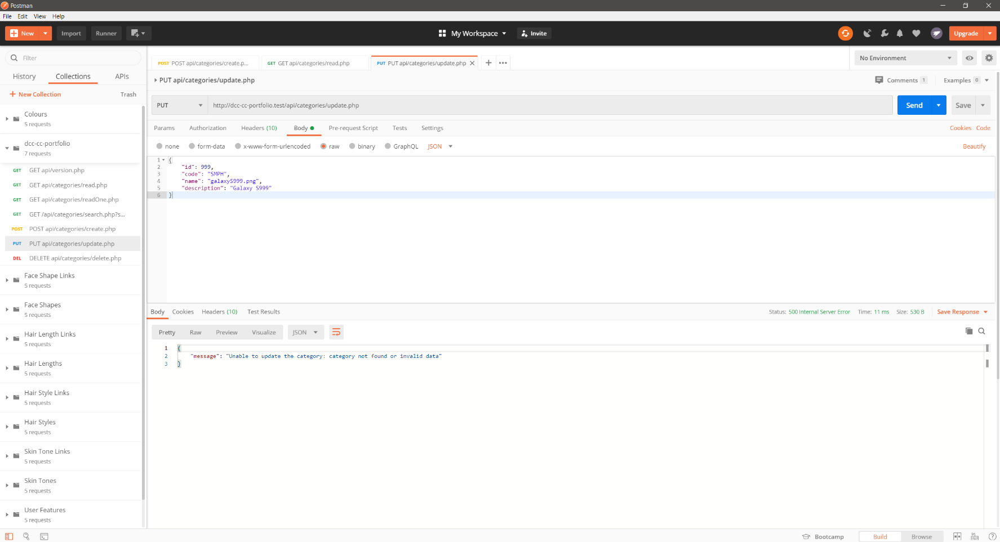 Postman
File Edit View Help
New Import Runner My Workspace Invite Upgrade
Filter
History Collections APIs
New Collection Trash
Colours
5 requests
dcc-cc-portfolio
7 requests
GET GET api/version.php
GET GET api/categories/read.php
GET GET api/categories/readOne.php
GET GET /api/categories/search.php?s...
POST POST api/categories/create.php
PUT PUT api/categories/update.php
DEL DELETE api/categories/delete.php
Face Shape Links
5 requests
Face Shapes
5 requests
Hair Length Links
5 requests
Hair Lengths
5 requests
Hair Style Links
5 requests
Hair Styles
5 requests
Skin Tone Links
5 requests
Skin Tones
5 requests
User Features
5 requests
POST POST api/categories/create.p... GET GET api/categories/read.php PUT PUT api/categories/update.php No Environment
PUT api/categories/update.php Comments 1 Examples 0
PUT http://dcc-cc-portfolio.test/api/categories/update.php Send Save
Params Authorization Headers (10) Body Pre-request Script Tests Settings Cookies Code
none form-data x-www-form-urlencoded raw binary GraphQL JSON Beautify
1 {
2 "id": 999,
3 "code": "SMPH",
4 "name": "galaxyS999.png",
5 "description": "Galaxy S999"
6 }
Body Cookies Headers (10) Test Results Status: 500 Internal Server Error Time: 11 ms Size: 530 B Save Response
Pretty Raw Preview Visualize JSON
1 {
2 "message": "Unable to update the category: category not found or invalid data"
3 }
Bootcamp Build Browse